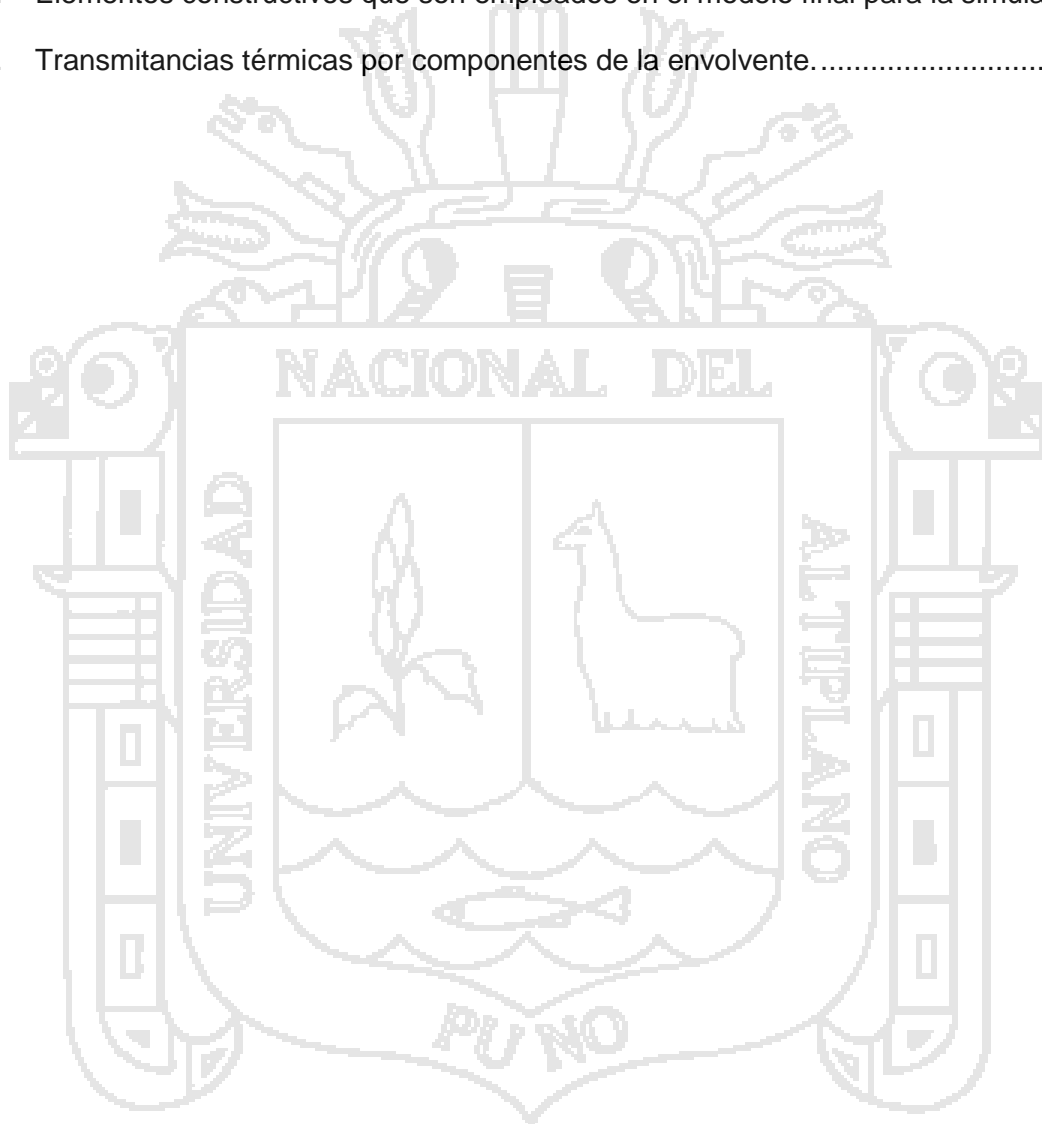 Elementos constructivos que son empleados en el modelo final para la simula
Transmitancias térmicas por componentes de la envolvente............................
NACIONAL DEL
UNIVERSIDAD
ALTIPLANO
PUNO